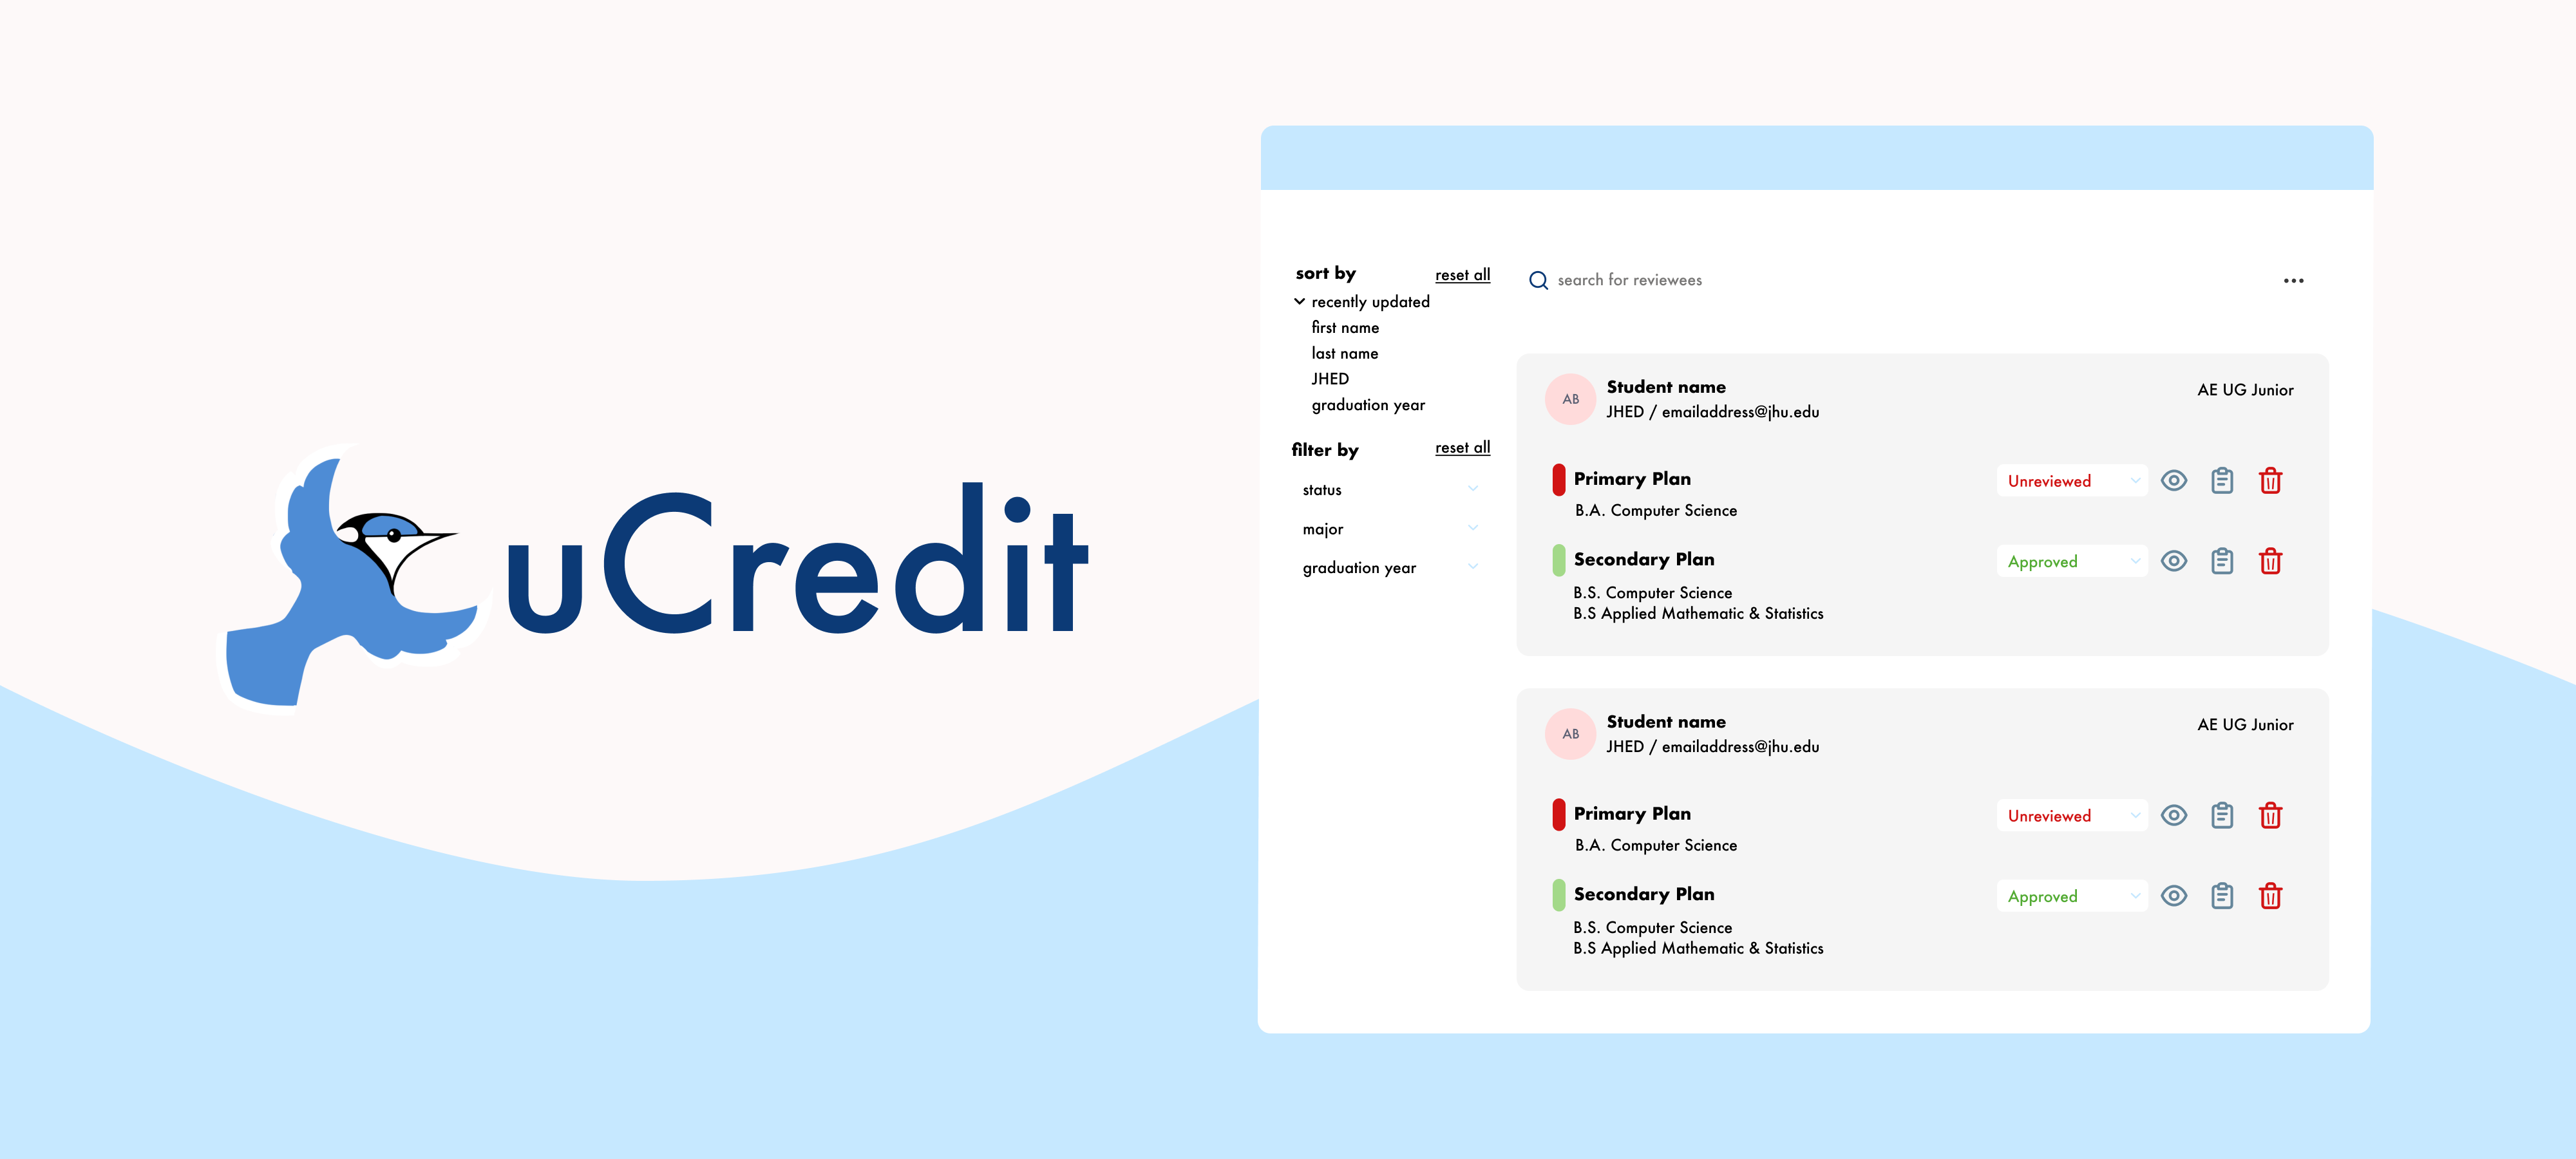 uCredit
sort by reset all
recently updated
first name
last name
JHED
graduation year
filter by reset all
status
major
graduation year
search for reviewees
AB
Student name
JHED / emailaddress@jhu.edu
AE UG Junior
Primary Plan
Unreviewed
B.A. Computer Science
Secondary Plan
Approved
B.S. Computer Science
B.S Applied Mathematic & Statistics
AB
Student name
JHED / emailaddress@jhu.edu
AE UG Junior
Primary Plan
Unreviewed
B.A. Computer Science
Secondary Plan
Approved
B.S. Computer Science
B.S Applied Mathematic & Statistics